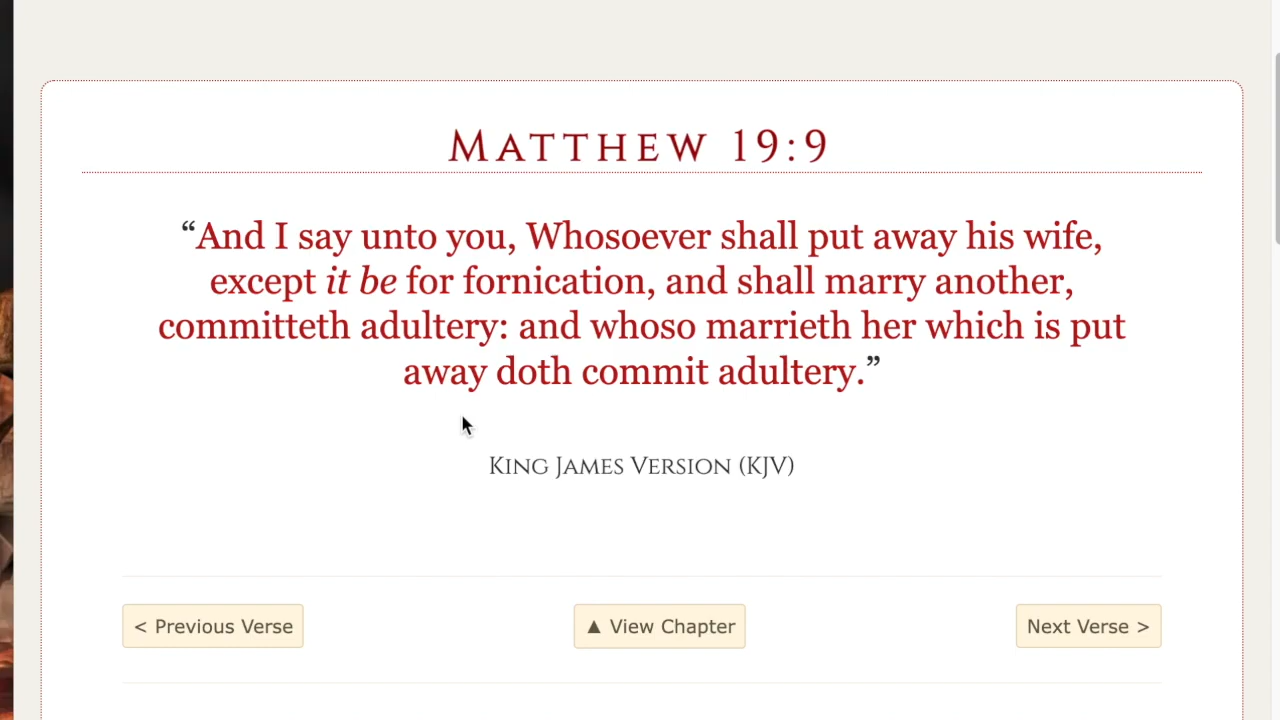 MATTHEW 19:9
“And I say unto you, Whosoever shall put away his wife,
except it be for fornication, and shall marry another,
committeth adultery: and whoso marrieth her which is put
away doth commit adultery.”
KING JAMES VERSION (KJV)
< Previous Verse
▲ View Chapter
Next Verse >